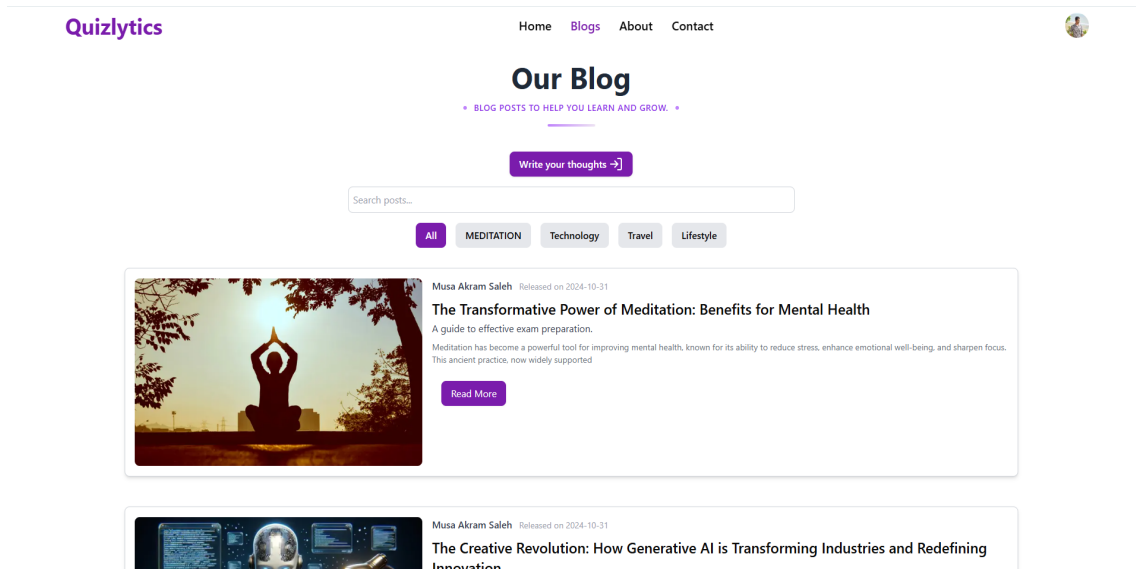 Quizlytics
Home Blogs About Contact
Our Blog
BLOG POSTS TO HELP YOU LEARN AND GROW.
Write your thoughts
Search posts...
All MEDITATION Technology Travel Lifestyle
Musa Akram Saleh Released on 2024-10-31
The Transformative Power of Meditation: Benefits for Mental Health
A guide to effective exam preparation.
Meditation has become a powerful tool for improving mental health, known for its ability to reduce stress, enhance emotional well-being, and sharpen focus.
This ancient practice, now widely supported
Read More
Musa Akram Saleh Released on 2024-10-31
The Creative Revolution: How Generative AI is Transforming Industries and Redefining
Innovation